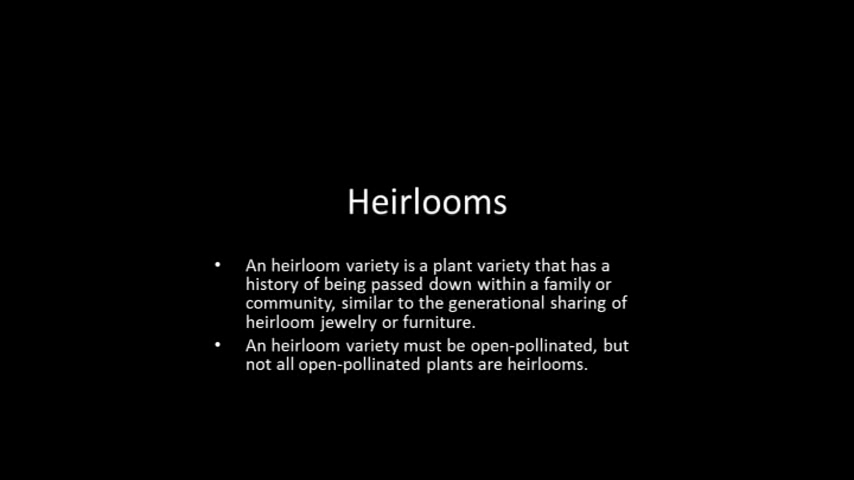 Heirlooms
• An heirloom variety is a plant variety that has a
history of being passed down within a family or
community, similar to the generational sharing of
heirloom jewelry or furniture.
• An heirloom variety must be open-pollinated, but
not all open-pollinated plants are heirlooms.